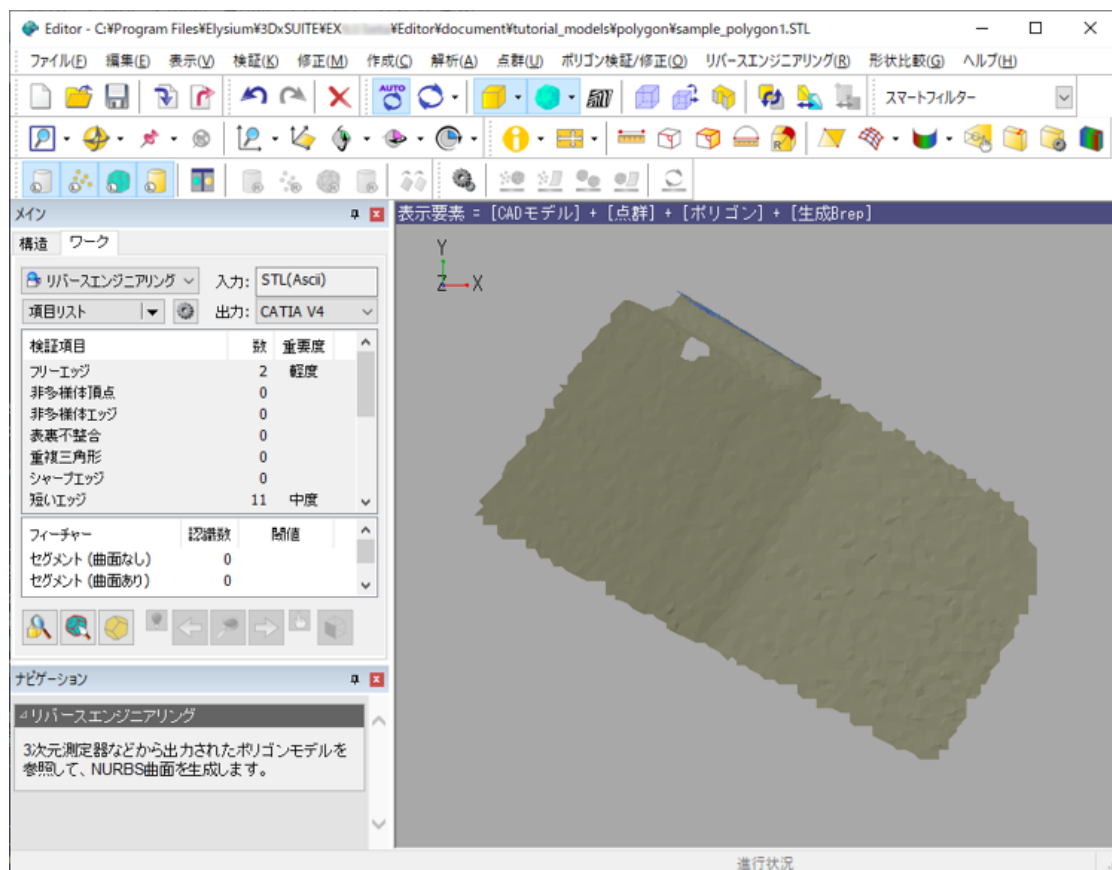 Editor - C:¥Program Files¥Elysium¥3DxSUITE¥EX ¥Editor¥document¥tutorial_models¥polygon¥sample_polygon1.STL
ファイル(F) 編集(E) 表示(V) 検証(K) 修正(M) 作成(C) 解析(A) 点群(U) ポリゴン検証/修正(O) リバースエンジニアリング(R) 形状比較(G) ヘルプ(H)
AUTO スマートフィルター
メイン
表示要素 = [CADモデル] + [点群] + [ポリゴン] + [生成Brep]
構造 ワーク
リバースエンジニアリング 入力: STL(Ascii)
項目リスト 出力: CATIA V4
検証項目 数 重要度
フリーエッジ 2 軽度
非多様体頂点 0
非多様体エッジ 0
表裏不整合 0
重複三角形 0
シャープエッジ 0
短いエッジ 11 中度
フィーチャー 認識数 閾値
セグメント (曲面なし) 0
セグメント (曲面あり) 0
Y
Z X
ナビゲーション
リバースエンジニアリング
3次元測定器などから出力されたポリゴンモデルを
参照して、NURBS曲面を生成します。
進行状況